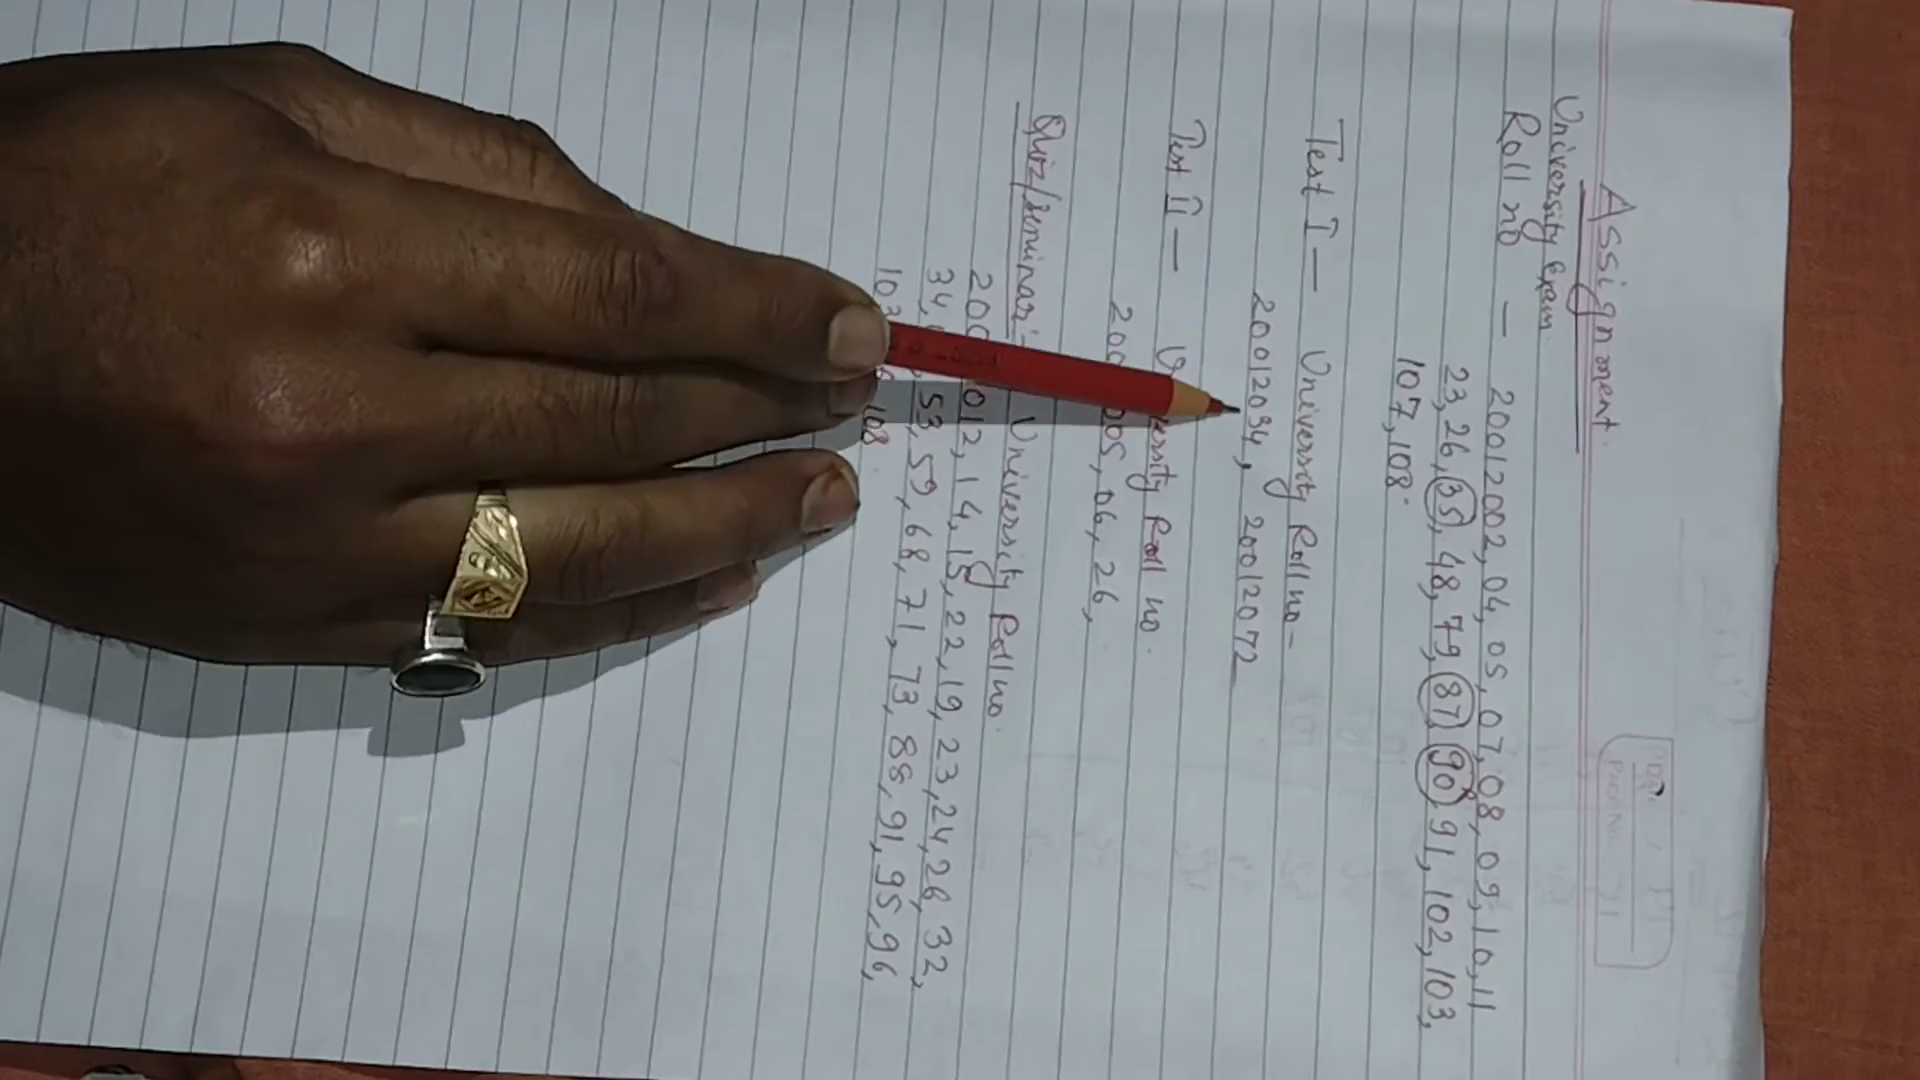 Assignment.
University Exam.
Roll no — 20012002, 04, 05, 07, 08, 09, 10, 11
23, 26, 35, 48, 79, 87, 90, 91, 102, 103,
107, 108.
Test I — University Roll no -
20012034, 20012072
Test II — University Roll no.
05, 06, 26,
Quiz/seminar:- University Roll no.
012, 14, 15, 22, 19, 23, 24, 26, 32,
34, 53, 59, 68, 71, 73, 88, 91, 95, 96,
108.